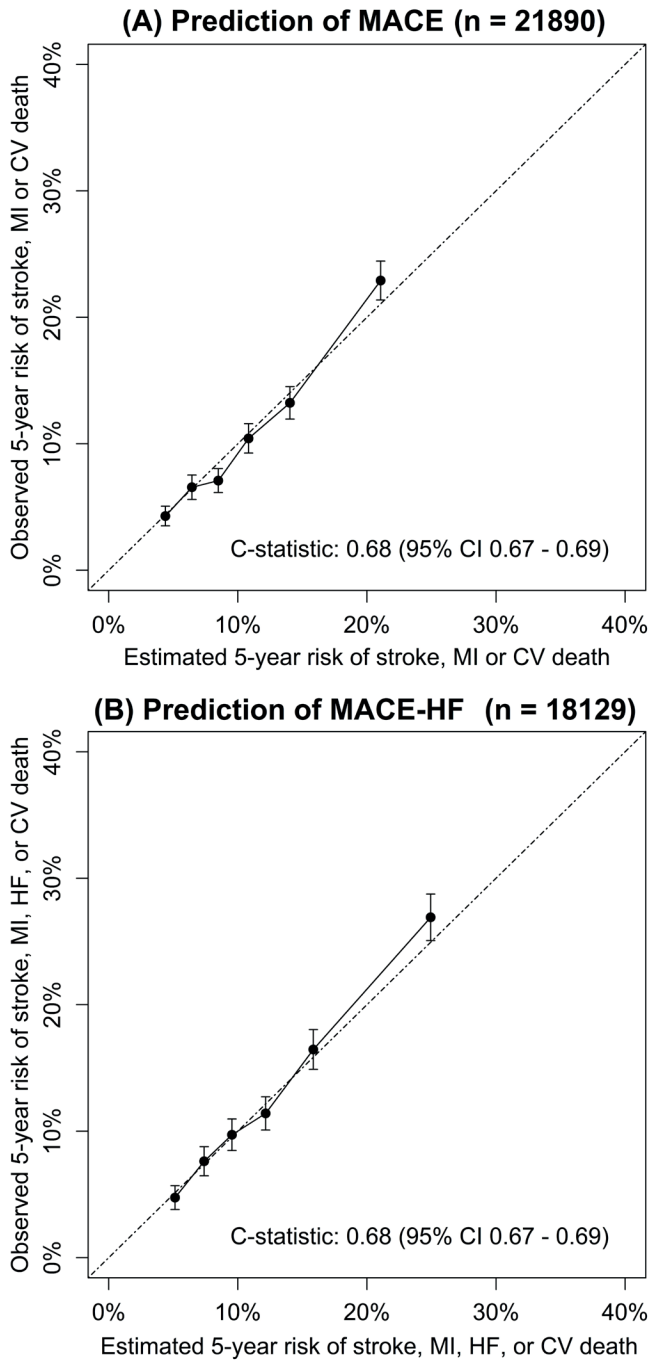 (A) Prediction of MACE (n = 21890)
Observed 5-year risk of stroke, MI or CV death
40%
30%
20%
10%
0%
C-statistic: 0.68 (95% CI 0.67 - 0.69)
0% 10% 20% 30% 40%
Estimated 5-year risk of stroke, MI or CV death
(B) Prediction of MACE-HF (n = 18129)
Observed 5-year risk of stroke, MI, HF, or CV death
40%
30%
20%
10%
0%
C-statistic: 0.68 (95% CI 0.67 - 0.69)
0% 10% 20% 30% 40%
Estimated 5-year risk of stroke, MI, HF, or CV death